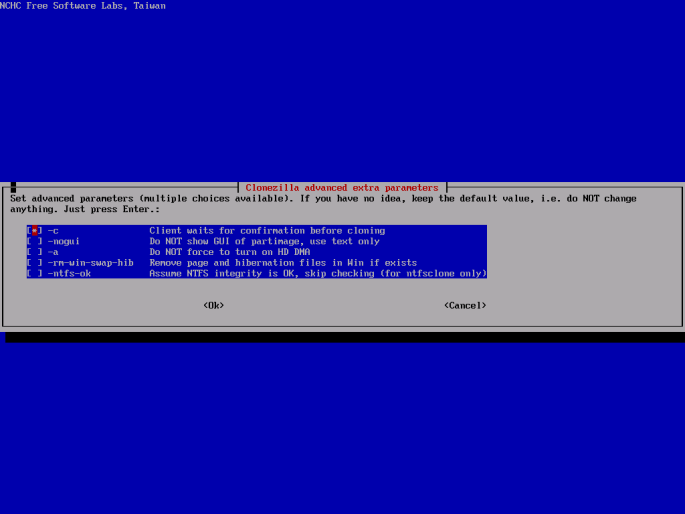 NCHC Free Software Labs, Taiwan
Clonezilla advanced extra parameters
Set advanced parameters (multiple choices available). If you have no idea, keep the default value, i.e. do NOT change
anything. Just press Enter.:
[*] -c Client waits for confirmation before cloning
[ ] -nogui Do NOT show GUI of partimage, use text only
[ ] -a Do NOT force to turn on HD DMA
[ ] -rm-win-swap-hib Remove page and hibernation files in Win if exists
[ ] -ntfs-ok Assume NTFS integrity is OK, skip checking (for ntfsclone only)
<Ok> <Cancel>